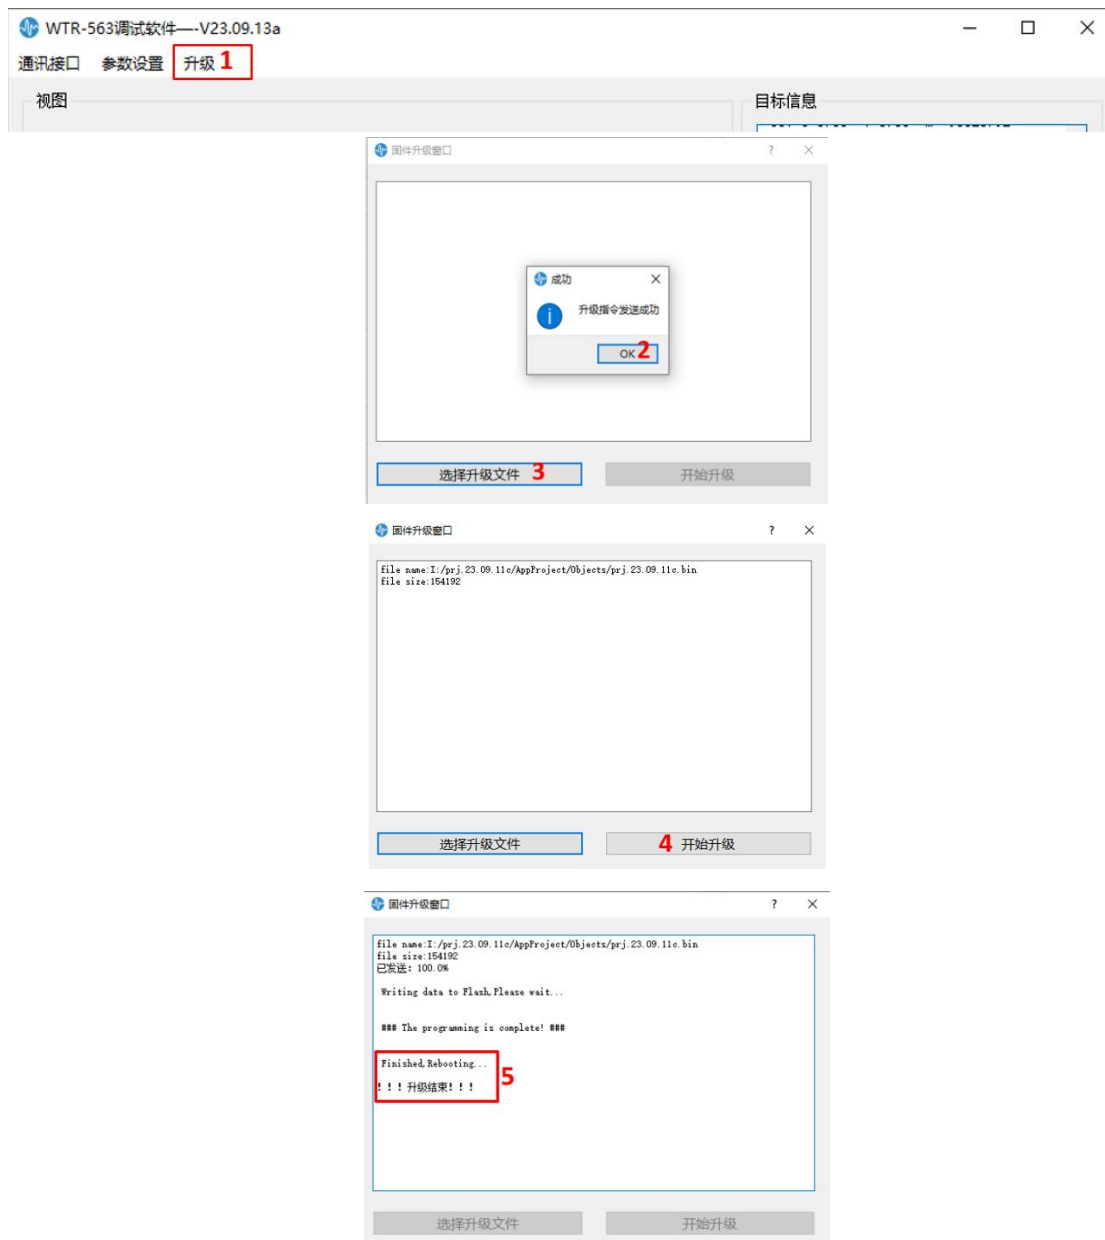 WTR-563调试软件—-V23.09.13a
通讯接口 参数设置 升级 1
视图
目标信息
固件升级窗口
成功
升级指令发送成功
OK 2
选择升级文件 3
开始升级
固件升级窗口
file name:I:/prj.23.09.11c/AppProject/Objects/prj.23.09.11c.bin
file size:154192
选择升级文件
4 开始升级
固件升级窗口
file name:I:/prj.23.09.11c/AppProject/Objects/prj.23.09.11c.bin
file size:154192
已发送: 100.0%
Writing data to Flash,Please wait...
### The programming is complete! ###
Finished,Rebooting...
5
！！！升级结束！！！
选择升级文件
开始升级